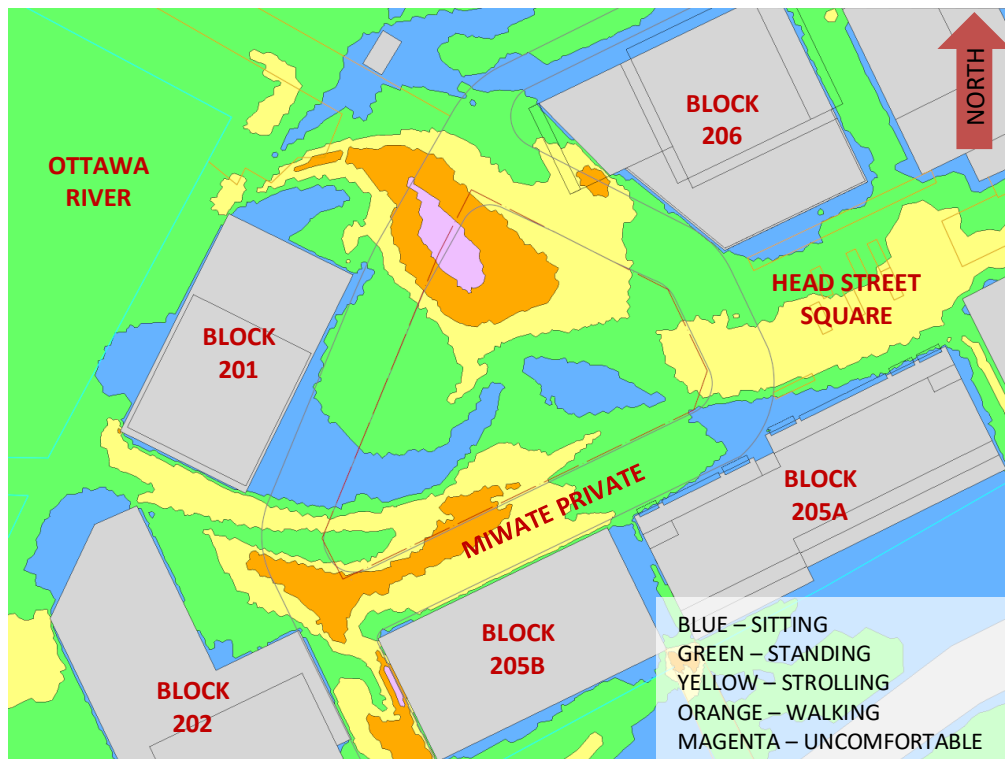 BLOCK
206
NORTH
OTTAWA
RIVER
HEAD STREET
SQUARE
BLOCK
201
MIWATE PRIVATE
BLOCK
205A
BLOCK
205B
BLOCK
202
BLUE – SITTING
GREEN – STANDING
YELLOW – STROLLING
ORANGE – WALKING
MAGENTA – UNCOMFORTABLE